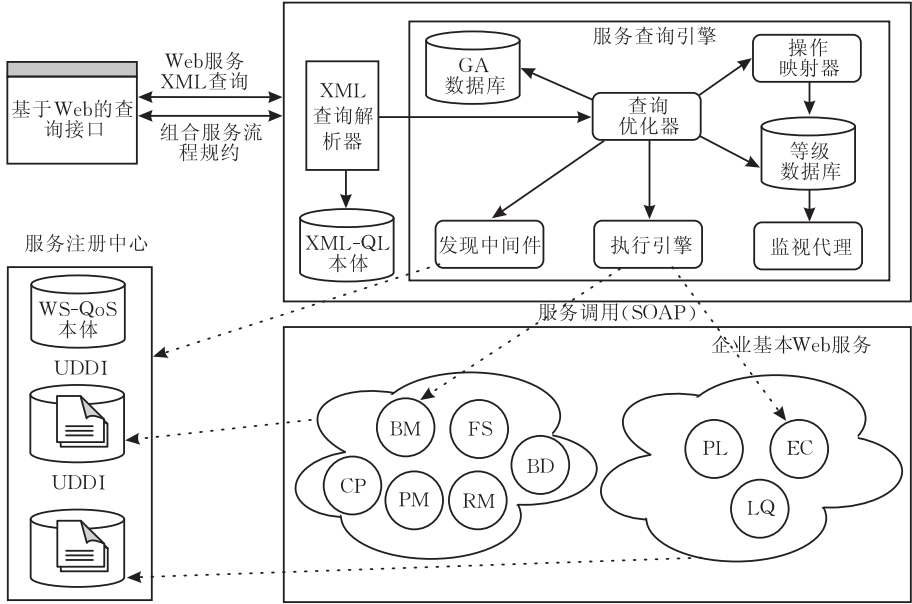 Web服务
XML查询
基于Web的查
询接口
组合服务流
程规约
XML
查询解
析器
XML-QL
本体
服务查询引擎
GA
数据库
查询
优化器
操作
映射器
等级
数据库
发现中间件
执行引擎
监视代理
服务注册中心
WS-QoS
本体
UDDI
UDDI
服务调用(SOAP)
企业基本Web服务
BM
FS
CP
PM
RM
BD
PL
EC
LQ